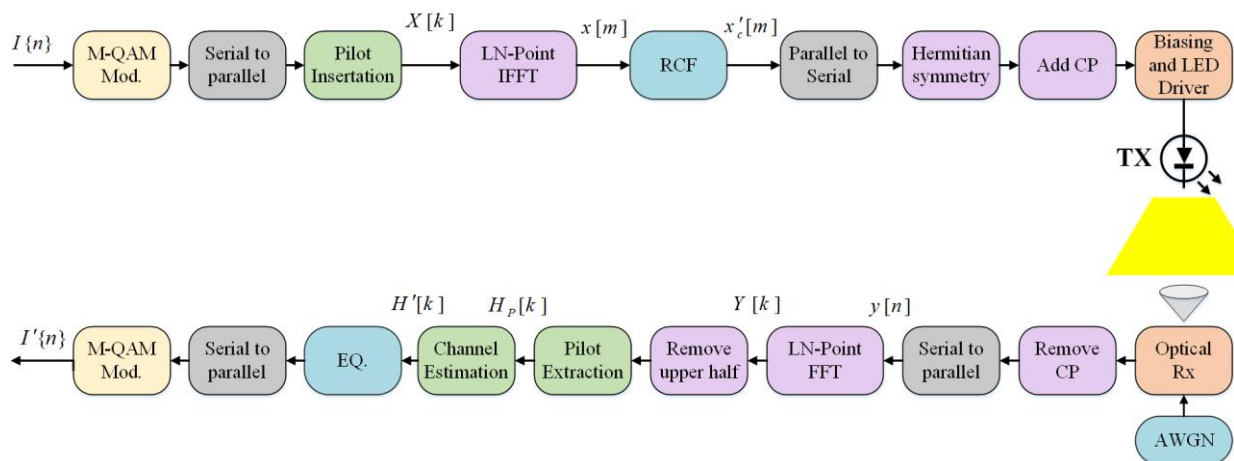 I{n}
M-QAM
Mod.
Serial to
parallel
Pilot
Insertation
X[k]
LN-Point
IFFT
x[m]
RCF
x'_c[m]
Parallel to
Serial
Hermitian
symmetry
Add CP
Biasing
and LED
Driver
TX
I'{n}
M-QAM
Mod.
Serial to
parallel
EQ.
H'[k]
Channel
Estimation
H_P[k]
Pilot
Extraction
Remove
upper half
Y[k]
LN-Point
FFT
y[n]
Serial to
parallel
Remove
CP
Optical
Rx
AWGN